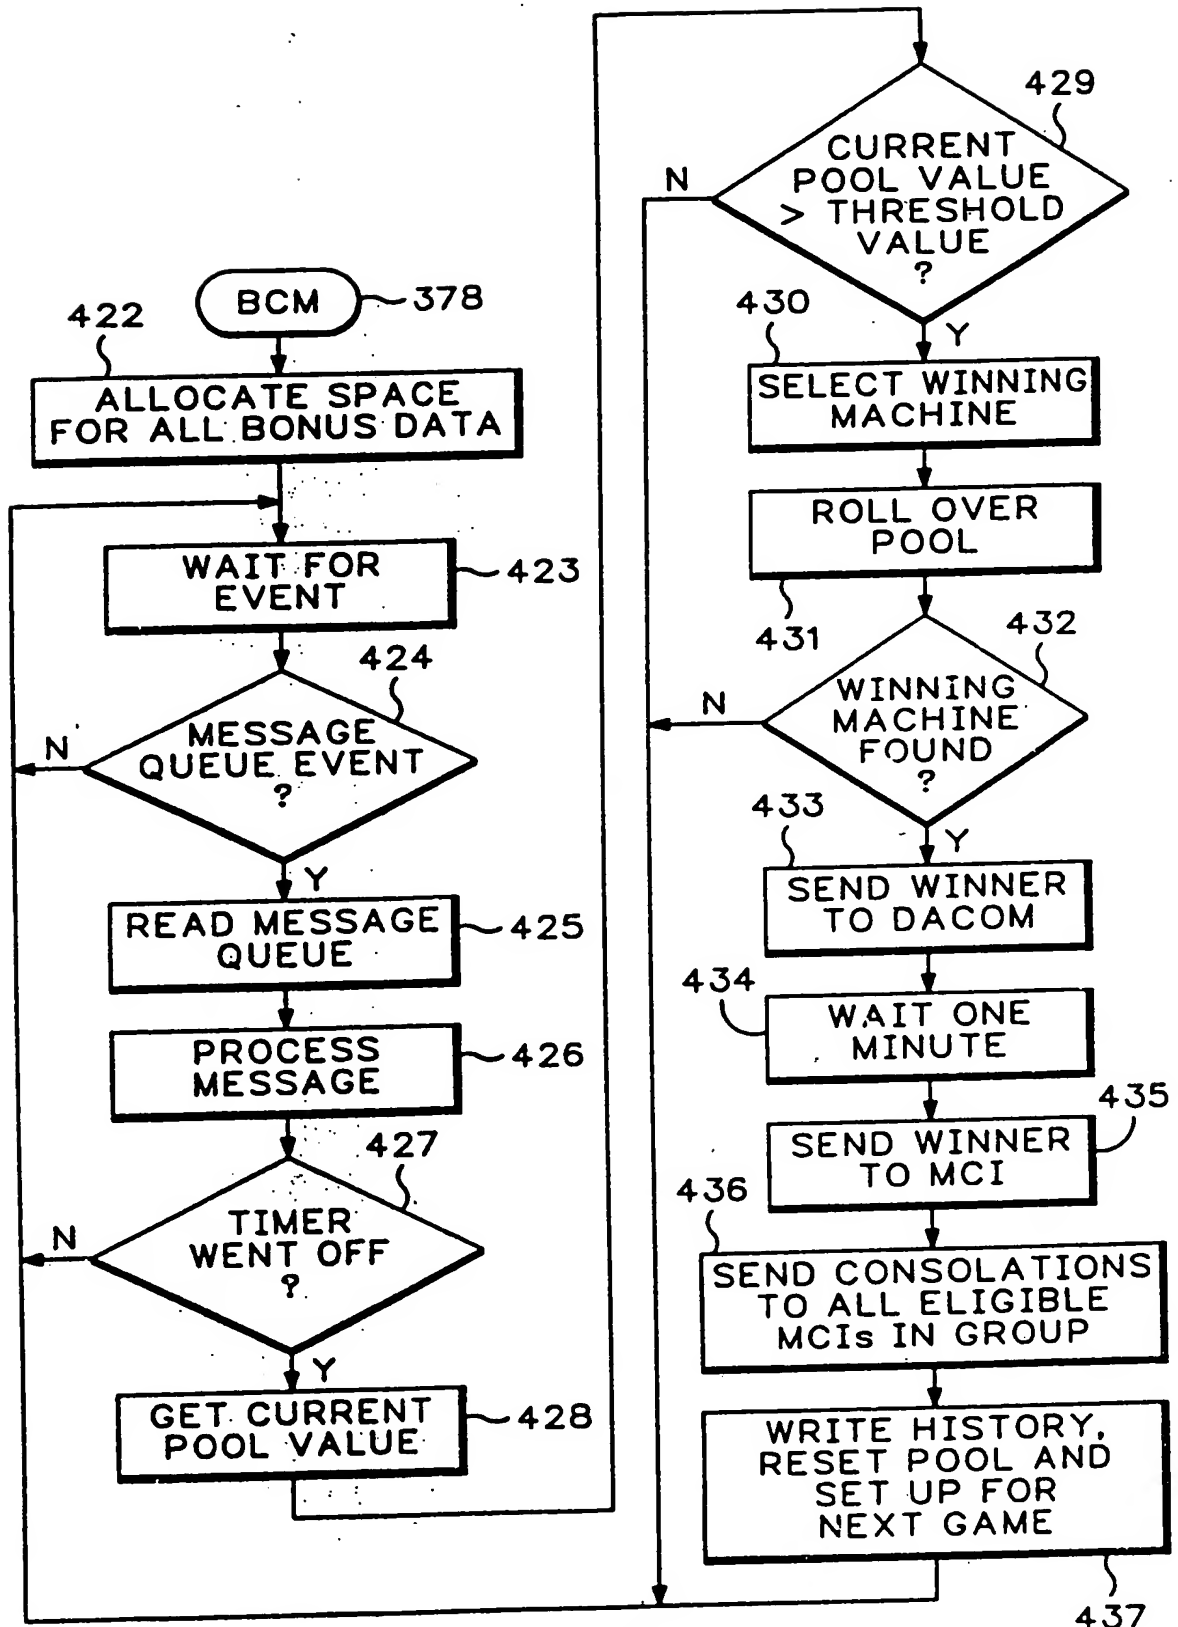 BCM
378
422
ALLOCATE SPACE
FOR ALL BONUS DATA
WAIT FOR
EVENT
423
424
MESSAGE
QUEUE EVENT
?
N
Y
READ MESSAGE
QUEUE
425
PROCESS
MESSAGE
426
427
TIMER
WENT OFF
?
N
Y
GET CURRENT
POOL VALUE
428
429
CURRENT
POOL VALUE
> THRESHOLD
VALUE
?
N
Y
430
SELECT WINNING
MACHINE
ROLL OVER
POOL
431
432
WINNING
MACHINE
FOUND
?
N
Y
433
SEND WINNER
TO DACOM
434
WAIT ONE
MINUTE
435
SEND WINNER
TO MCI
436
SEND CONSOLATIONS
TO ALL ELIGIBLE
MCIs IN GROUP
WRITE HISTORY,
RESET POOL AND
SET UP FOR
NEXT GAME
437